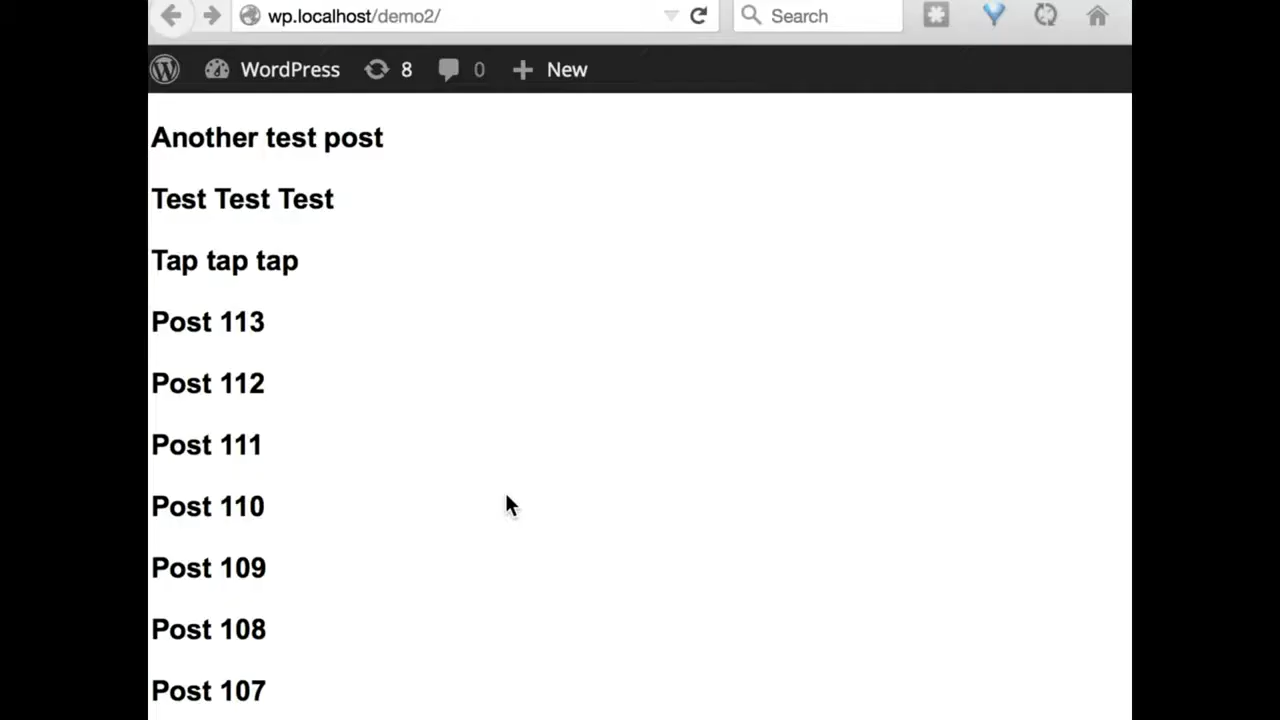 wp.localhost/demo2/
Search
WordPress 8 0 New
Another test post
Test Test Test
Tap tap tap
Post 113
Post 112
Post 111
Post 110
Post 109
Post 108
Post 107